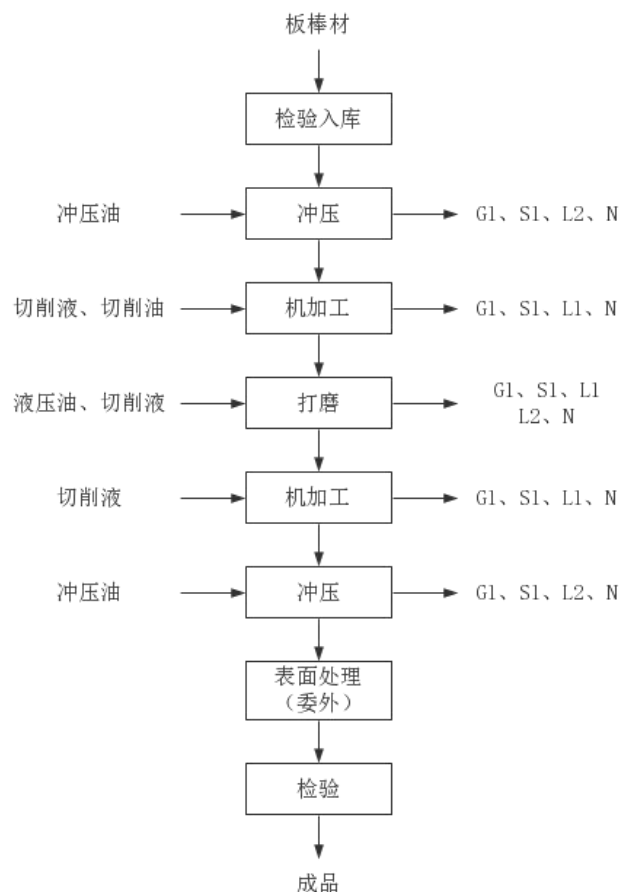 板棒材
检验入库
冲压油
冲压
G1、S1、L2、N
切削液、切削油
机加工
G1、S1、L1、N
液压油、切削液
打磨
G1、S1、L1
L2、N
切削液
机加工
G1、S1、L1、N
冲压油
冲压
G1、S1、L2、N
表面处理
（委外）
检验
成品